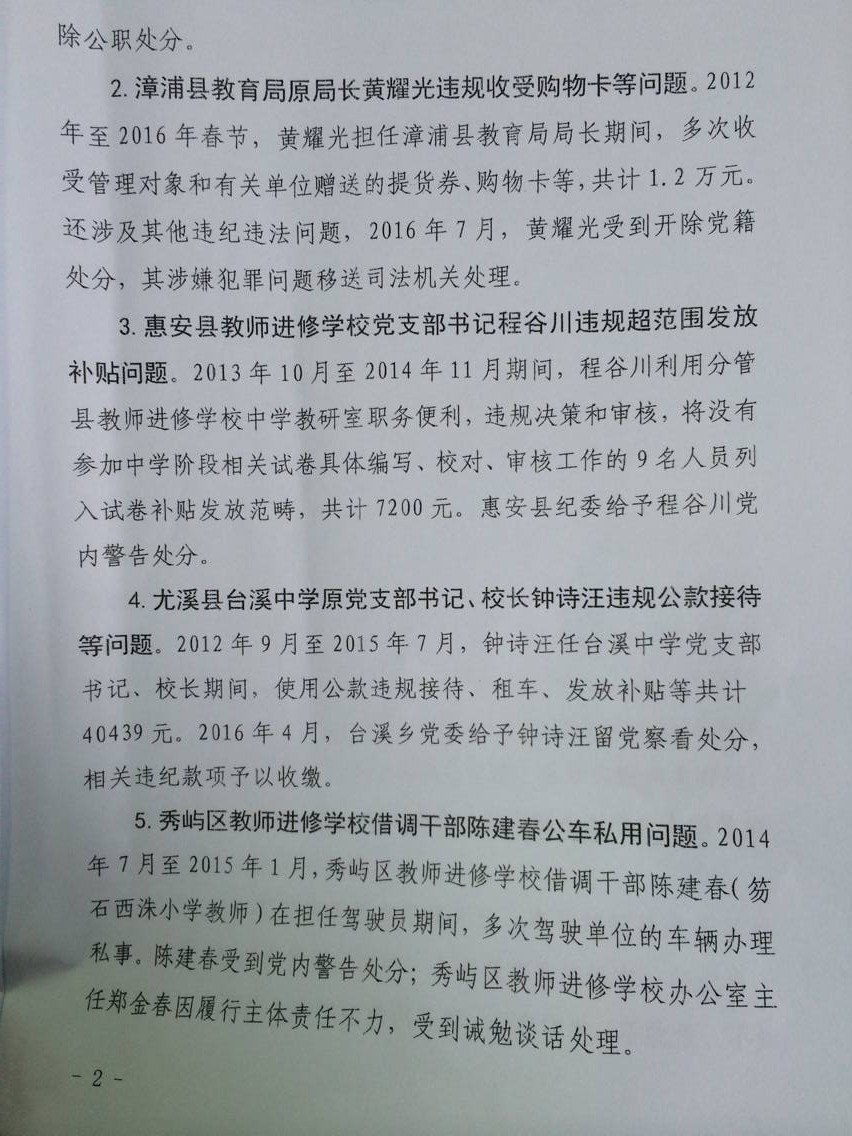 除公职处分。
2. 漳浦县教育局原局长黄耀光违规收受购物卡等问题。2012
年至 2016 年春节，黄耀光担任漳浦县教育局局长期间，多次收
受管理对象和有关单位赠送的提货券、购物卡等，共计 1.2 万元。
还涉及其他违纪违法问题，2016 年 7 月，黄耀光受到开除党籍
处分，其涉嫌犯罪问题移送司法机关处理。
3. 惠安县教师进修学校党支部书记程谷川违规超范围发放
补贴问题。2013 年 10 月至 2014 年 11 月期间，程谷川利用分管
县教师进修学校中学教研室职务便利，违规决策和审核，将没有
参加中学阶段相关试卷具体编写、校对、审核工作的 9 名人员列
入试卷补贴发放范畴，共计 7200 元。惠安县纪委给予程谷川党
内警告处分。
4. 尤溪县台溪中学原党支部书记、校长钟诗汪违规公款接待
等问题。2012 年 9 月至 2015 年 7 月，钟诗汪任台溪中学党支部
书记、校长期间，使用公款违规接待、租车、发放补贴等共计
40439 元。2016 年 4 月，台溪乡党委给予钟诗汪留党察看处分，
相关违纪款项予以收缴。
5. 秀屿区教师进修学校借调干部陈建春公车私用问题。2014
年 7 月至 2015 年 1 月，秀屿区教师进修学校借调干部陈建春（笏
石西洙小学教师）在担任驾驶员期间，多次驾驶单位的车辆办理
私事。陈建春受到党内警告处分；秀屿区教师进修学校办公室主
任郑金春因履行主体责任不力，受到诫勉谈话处理。
- 2 -